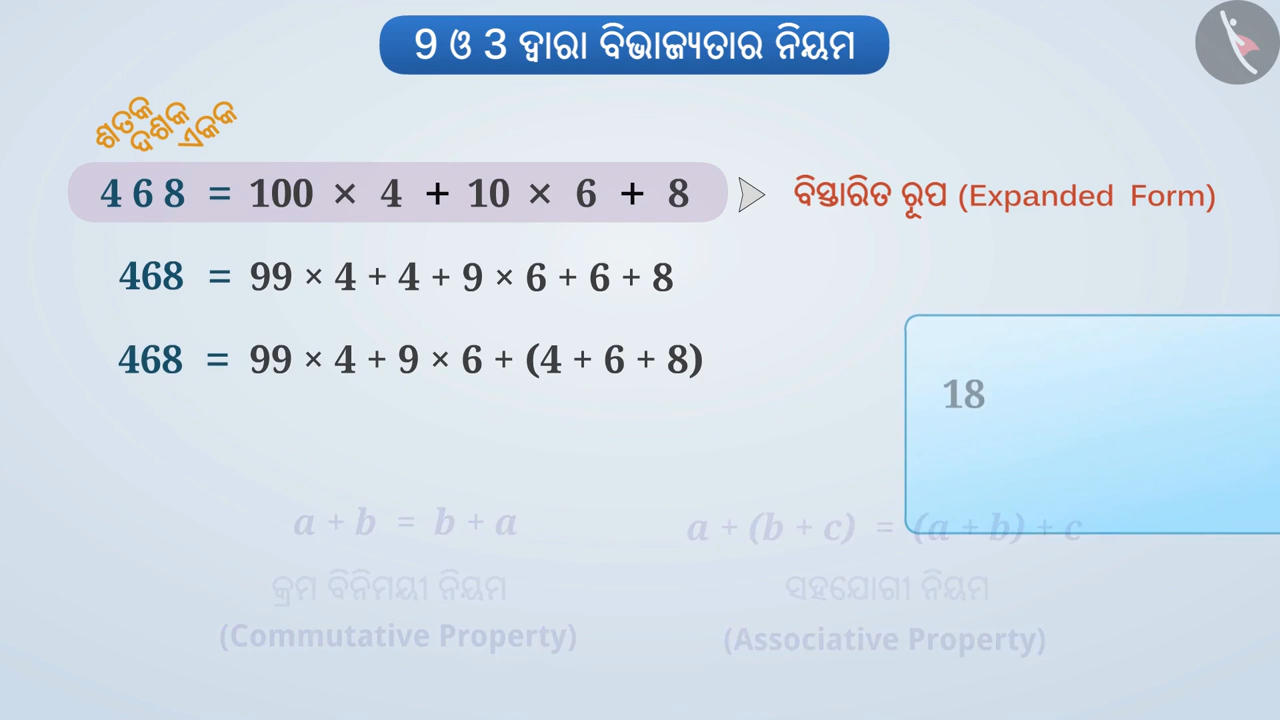 9 ଓ 3 ଦ୍ୱାରା ବିଭାଜ୍ୟତାର ନିୟମ
ଶତକ ଦଶକ ଏକକ
4 6 8 = 100 × 4 + 10 × 6 + 8
ବିସ୍ତାରିତ ରୂପ (Expanded Form)
468 = 99 × 4 + 4 + 9 × 6 + 6 + 8
468 = 99 × 4 + 9 × 6 + (4 + 6 + 8)
18
a + b = b + a
a + (b + c) = (a + b) + c
କ୍ରମ ବିନିମୟୀ ନିୟମ
ସହଯୋଗୀ ନିୟମ
(Commutative Property)
(Associative Property)